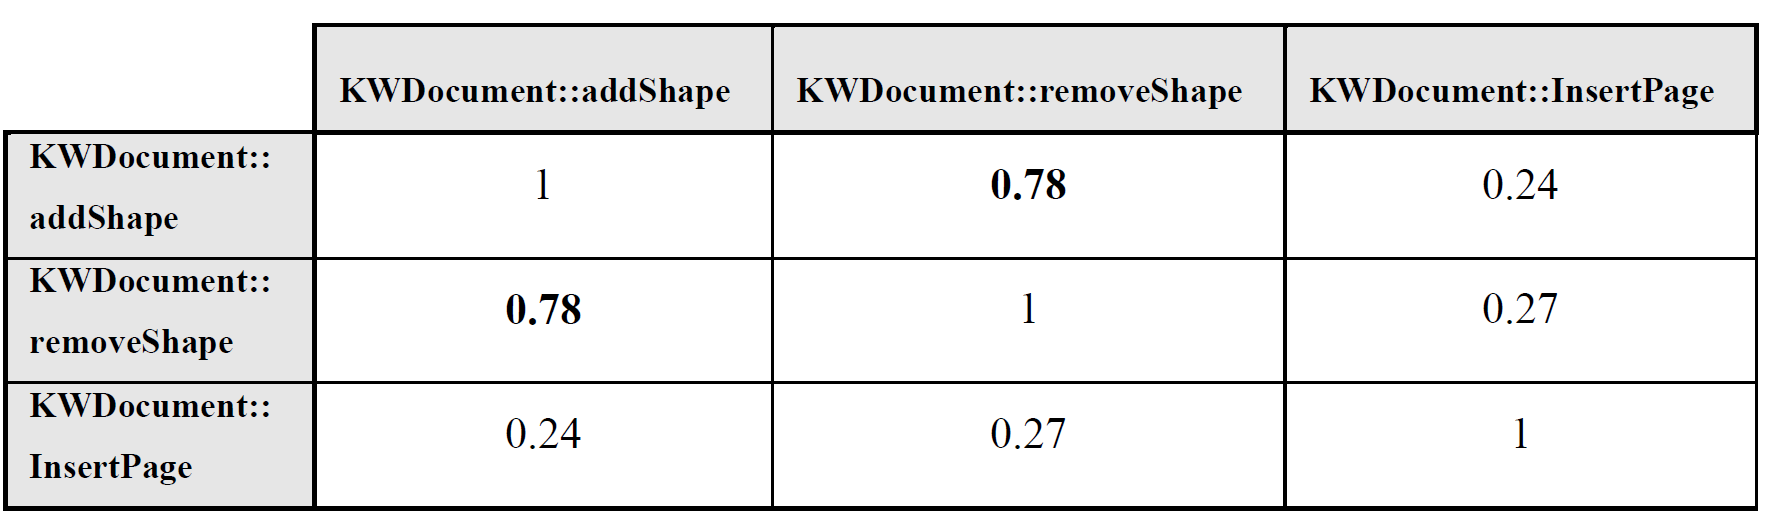 KWDocument::addShape KWDocument::removeShape KWDocument::InsertPage
KWDocument::
addShape
1 0.78 0.24
KWDocument::
removeShape
0.78 1 0.27
KWDocument::
InsertPage
0.24 0.27 1